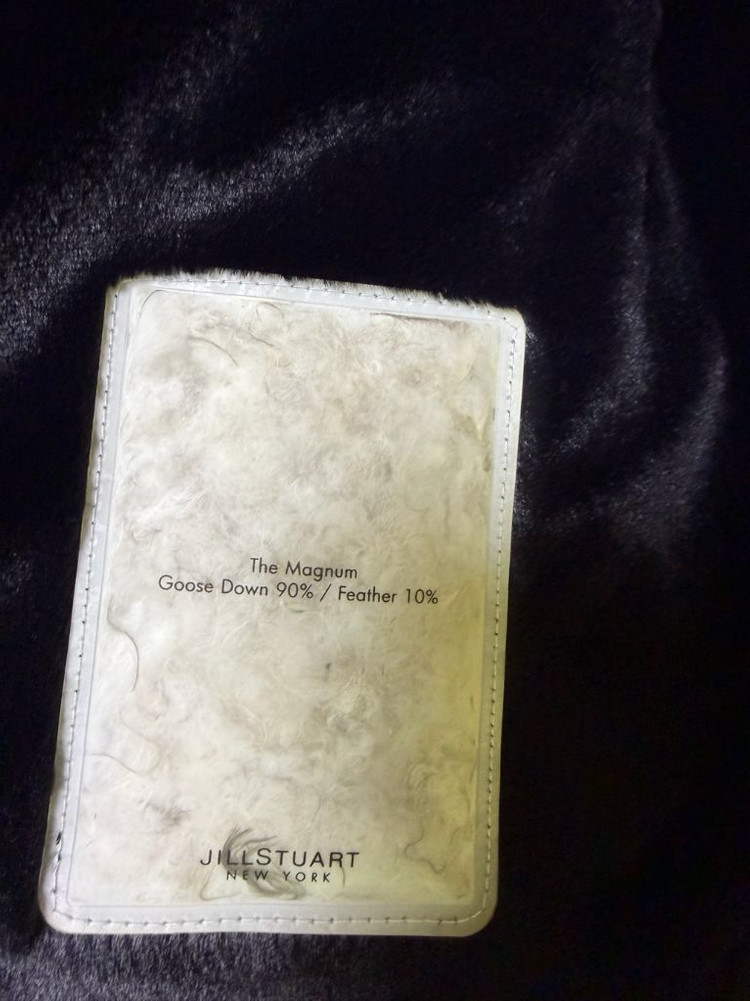 The Magnum
Goose Down 90% / Feather 10%
JILLSTUART
NEW YORK